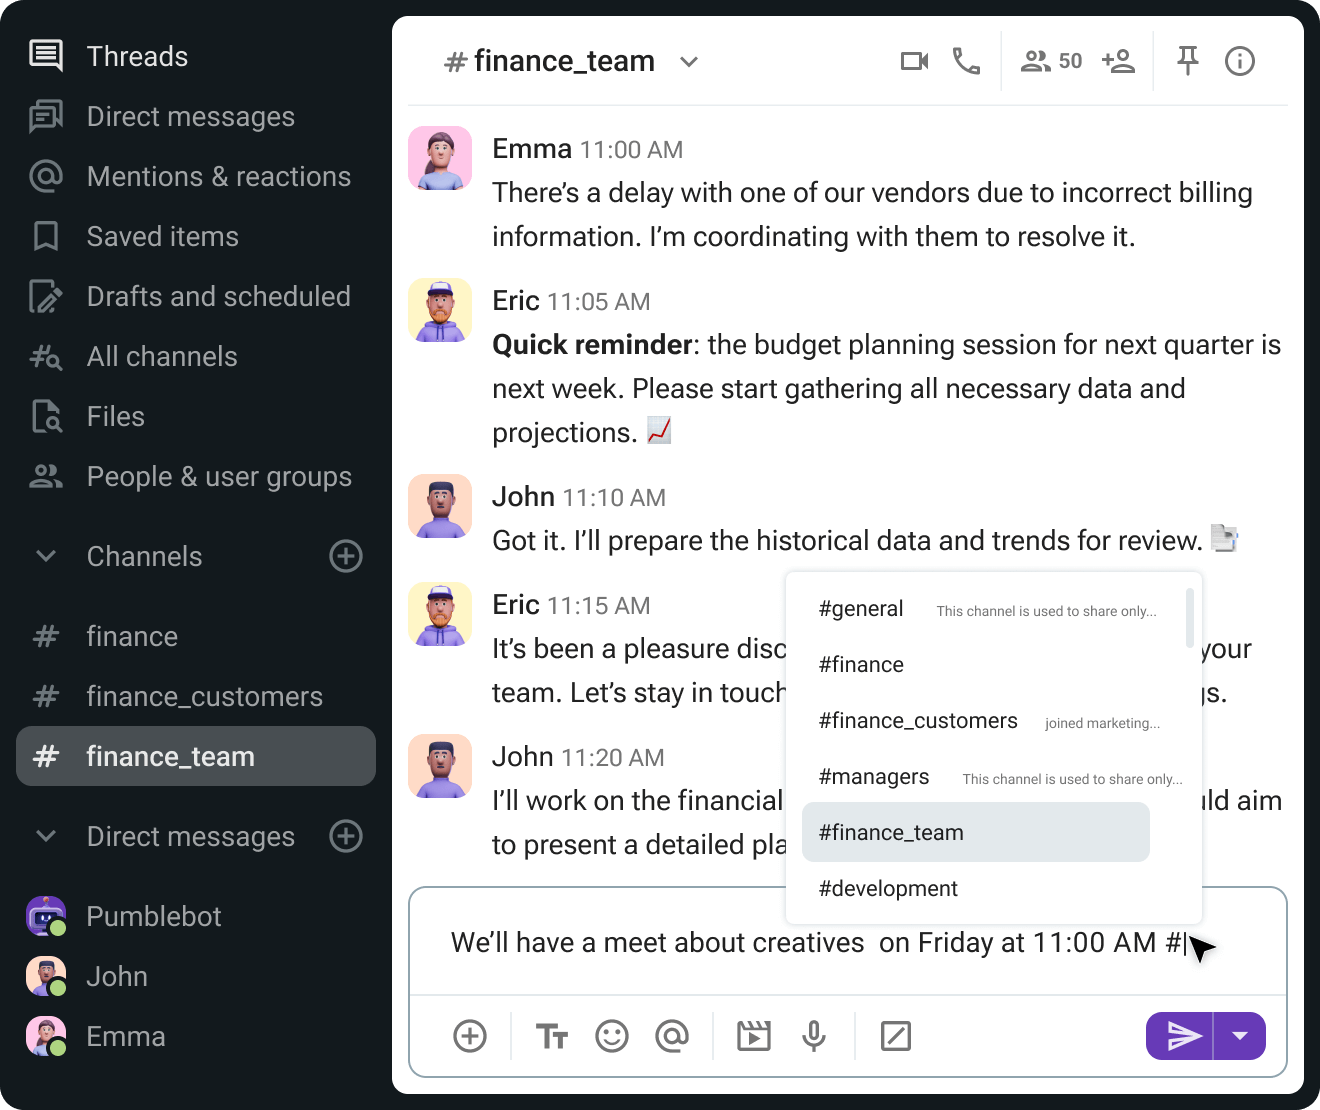 Threads
Direct messages
Mentions & reactions
Saved items
Drafts and scheduled
All channels
Files
People & user groups
Channels
# finance
# finance_customers
# finance_team
Direct messages
Pumblebot
John
Emma
# finance_team
50
Emma 11:00 AM
There’s a delay with one of our vendors due to incorrect billing
information. I’m coordinating with them to resolve it.
Eric 11:05 AM
Quick reminder: the budget planning session for next quarter is
next week. Please start gathering all necessary data and
projections. 📈
John 11:10 AM
Got it. I’ll prepare the historical data and trends for review. 📑
Eric 11:15 AM
It’s been a pleasure your
team. Let’s stay in touch
John 11:20 AM
I’ll work on the financial aim
to present a detailed
#general This channel is used to share only...
#finance
#finance_customers joined marketing...
#managers This channel is used to share only...
#finance_team
#development
We’ll have a meet about creatives  on Friday at 11:00 AM #